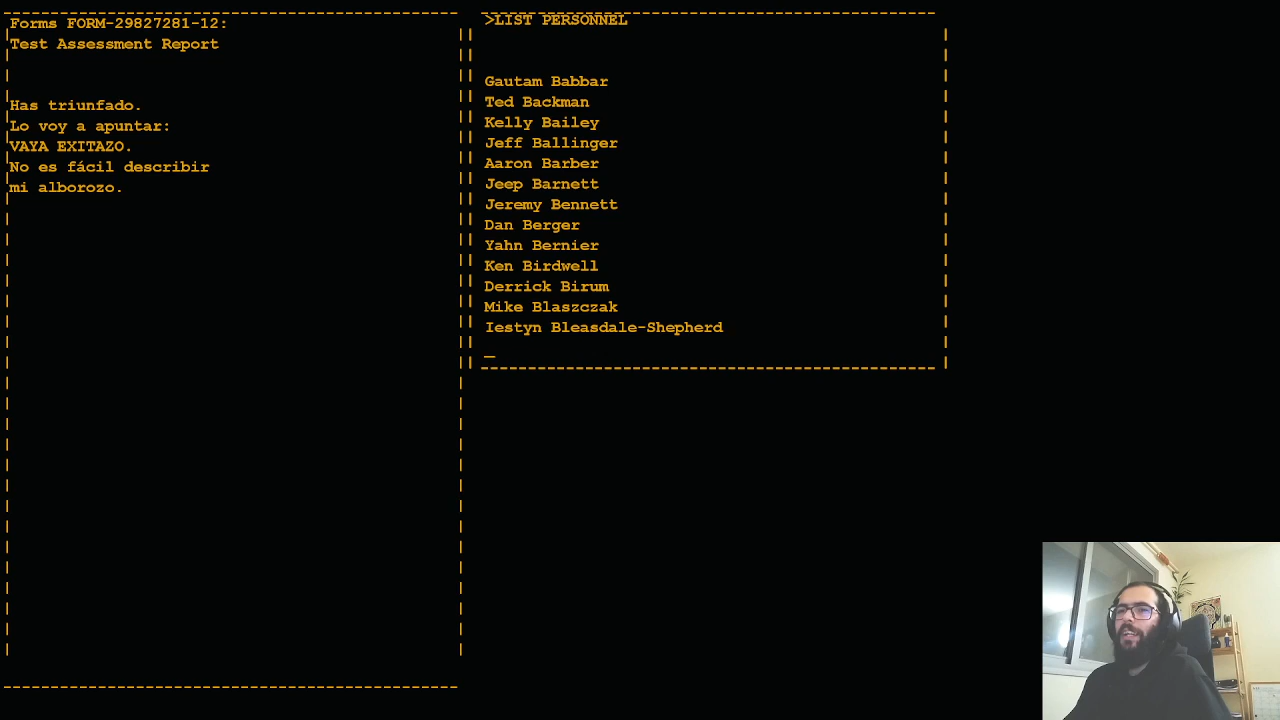 Forms FORM-29827281-12:
Test Assessment Report
Has triunfado.
Lo voy a apuntar:
VAYA EXITAZO.
No es fácil describir
mi alborozo.
>LIST PERSONNEL
Gautam Babbar
Ted Backman
Kelly Bailey
Jeff Ballinger
Aaron Barber
Jeep Barnett
Jeremy Bennett
Dan Berger
Yahn Bernier
Ken Birdwell
Derrick Birum
Mike Blaszczak
Iestyn Bleasdale-Shepherd
_